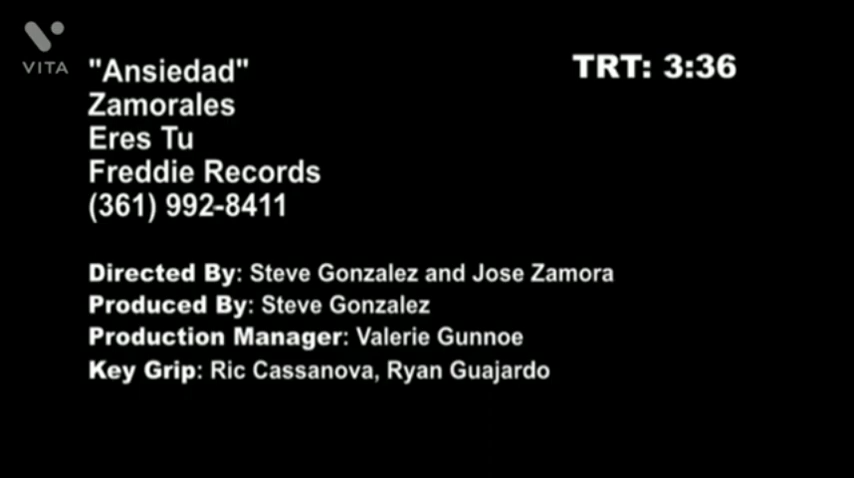 VITA
"Ansiedad"
TRT: 3:36
Zamorales
Eres Tu
Freddie Records
(361) 992-8411
Directed By: Steve Gonzalez and Jose Zamora
Produced By: Steve Gonzalez
Production Manager: Valerie Gunnoe
Key Grip: Ric Cassanova, Ryan Guajardo